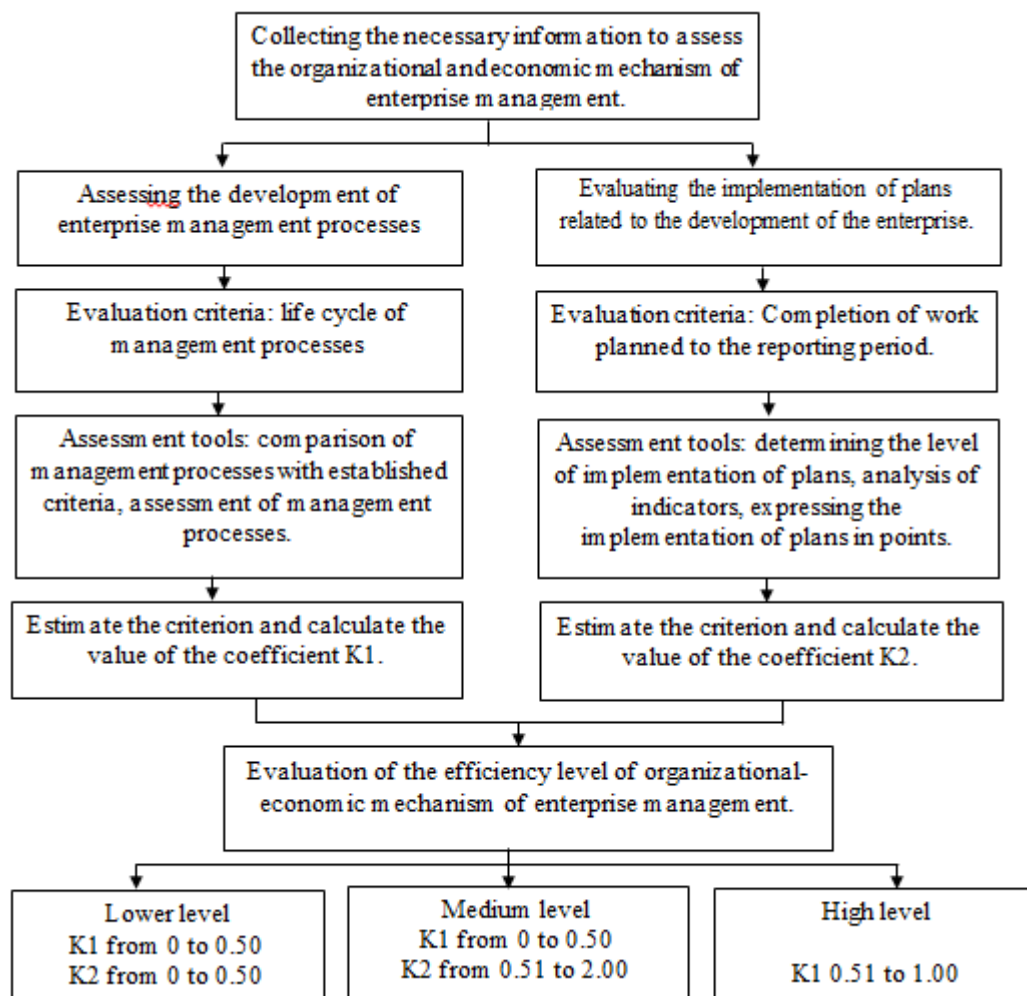 Collecting the necessary information to assess
the organizational and economic mechanism of
enterprise management.
Assessing the development of
enterprise management processes
Evaluating the implementation of plans
related to the development of the enterprise.
Evaluation criteria: life cycle of
management processes
Evaluation criteria: Completion of work
planned to the reporting period.
Assessment tools: comparison of
management processes with established
criteria, assessment of management
processes.
Assessment tools: determining the level
of implementation of plans, analysis of
indicators, expressing the
implementation of plans in points.
Estimate the criterion and calculate the
value of the coefficient K1.
Estimate the criterion and calculate the
value of the coefficient K2.
Evaluation of the efficiency level of organizational-
economic mechanism of enterprise management.
Lower level
K1 from 0 to 0.50
K2 from 0 to 0.50
Medium level
K1 from 0 to 0.50
K2 from 0.51 to 2.00
High level
K1 0.51 to 1.00